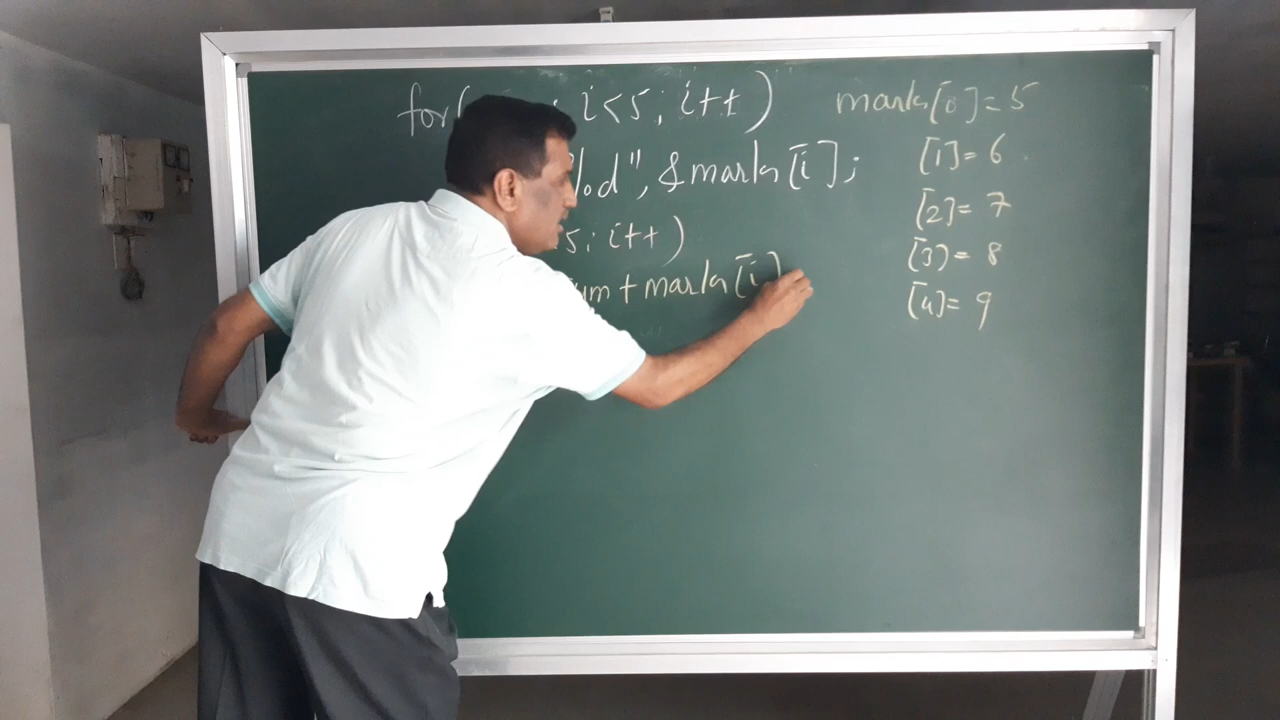 for( ; i<5; i++)
%d", &marks[i];
5; i++)
um + marks[i]
marks[0]=5
[1]=6
[2]=7
[3]=8
[4]=9